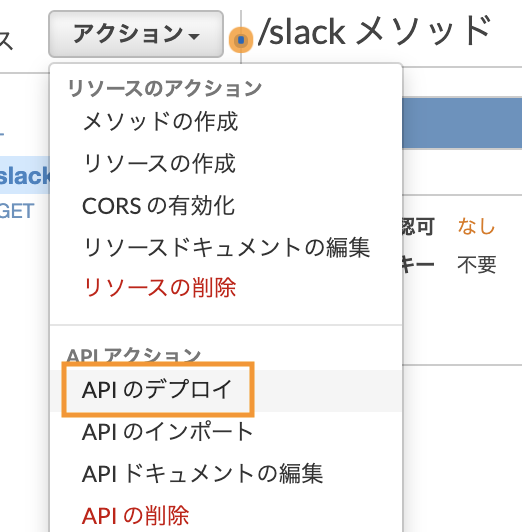 アクション
/slack メソッド
ス
リソースのアクション
メソッドの作成
リソースの作成
slack
CORS の有効化
GET
リソースドキュメントの編集
認可 なし
リソースの削除
キー 不要
API アクション
API のデプロイ
API のインポート
API ドキュメントの編集
API の削除